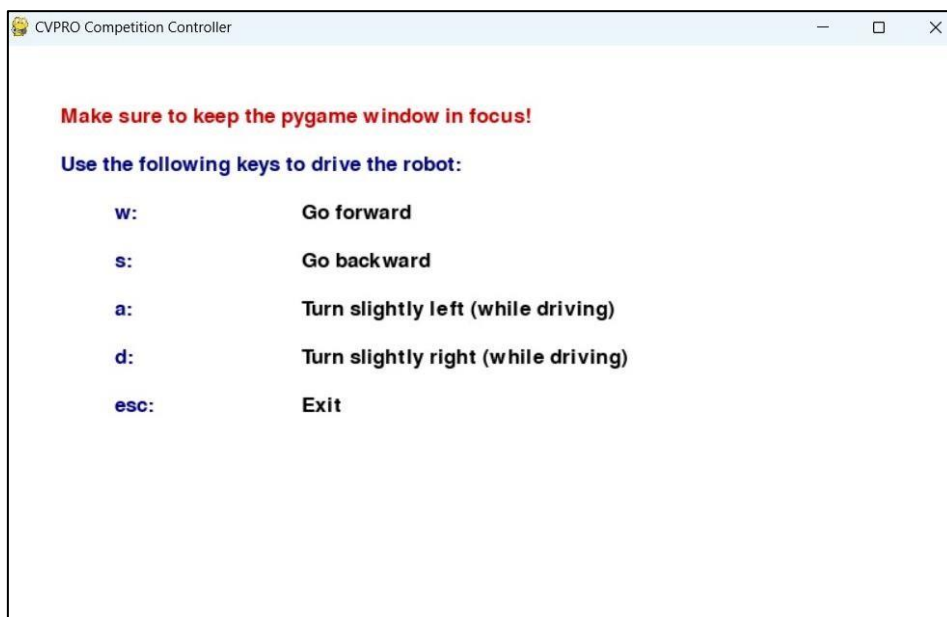 CVPRO Competition Controller
Make sure to keep the pygame window in focus!
Use the following keys to drive the robot:
w: Go forward
s: Go backward
a: Turn slightly left (while driving)
d: Turn slightly right (while driving)
esc: Exit